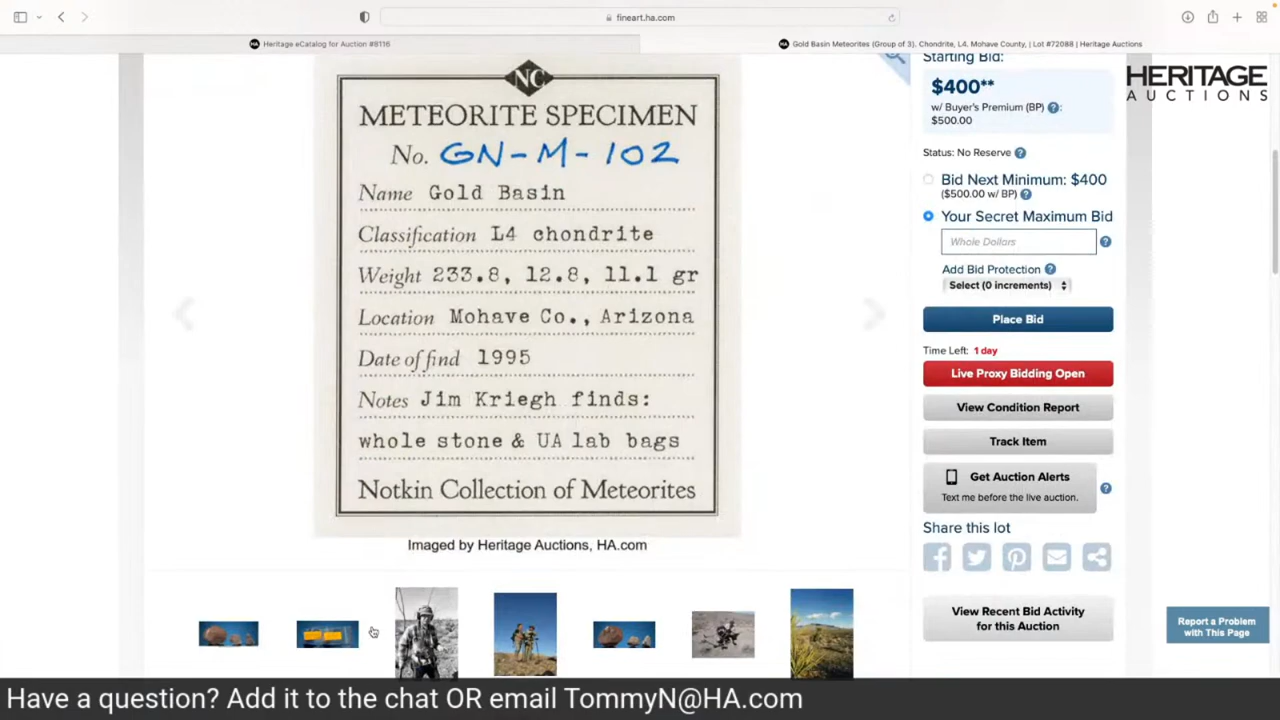 fineart.ha.com
Heritage eCatalog for Auction #8116
Gold Basin Meteorites (Group of 3). Chondrite, L4. Mohave County, | Lot #72088 | Heritage Auctions
NC
METEORITE SPECIMEN
No. GN-M-102
Name Gold Basin
Classification L4 chondrite
Weight 233.8, 12.8, 11.1 gr
Location Mohave Co., Arizona
Date of find 1995
Notes Jim Kriegh finds:
whole stone & UA lab bags
Notkin Collection of Meteorites
Imaged by Heritage Auctions, HA.com
Starting Bid:
$400**
w/ Buyer's Premium (BP) ?:
$500.00
Status: No Reserve ?
Bid Next Minimum: $400
($500.00 w/ BP) ?
Your Secret Maximum Bid
Whole Dollars ?
Add Bid Protection ?
Select (0 increments)
Place Bid
Time Left: 1 day
Live Proxy Bidding Open
View Condition Report
Track Item
Get Auction Alerts
Text me before the live auction. ?
Share this lot
View Recent Bid Activity
for this Auction
HERITAGE
AUCTIONS
Report a Problem
with This Page
Have a question? Add it to the chat OR email TommyN@HA.com